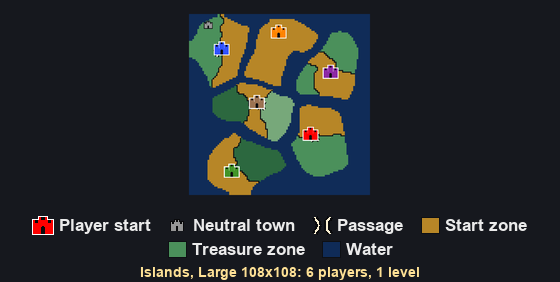 Player start Neutral town Passage Start zone
Treasure zone Water
Islands, Large 108x108: 6 players, 1 level